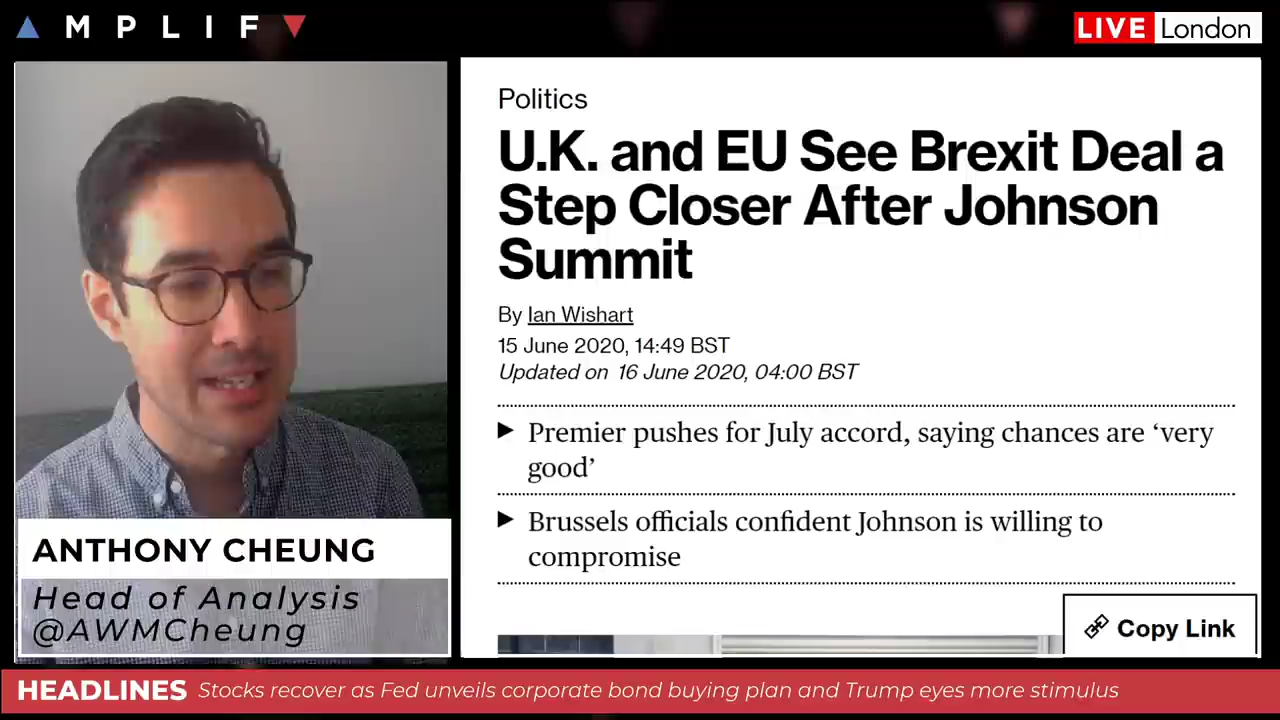 AMPLIFY
LIVE London
Politics
U.K. and EU See Brexit Deal a
Step Closer After Johnson
Summit
By Ian Wishart
15 June 2020, 14:49 BST
Updated on 16 June 2020, 04:00 BST
Premier pushes for July accord, saying chances are ‘very
good’
Brussels officials confident Johnson is willing to
compromise
Copy Link
ANTHONY CHEUNG
Head of Analysis
@AWMCheung
HEADLINES Stocks recover as Fed unveils corporate bond buying plan and Trump eyes more stimulus